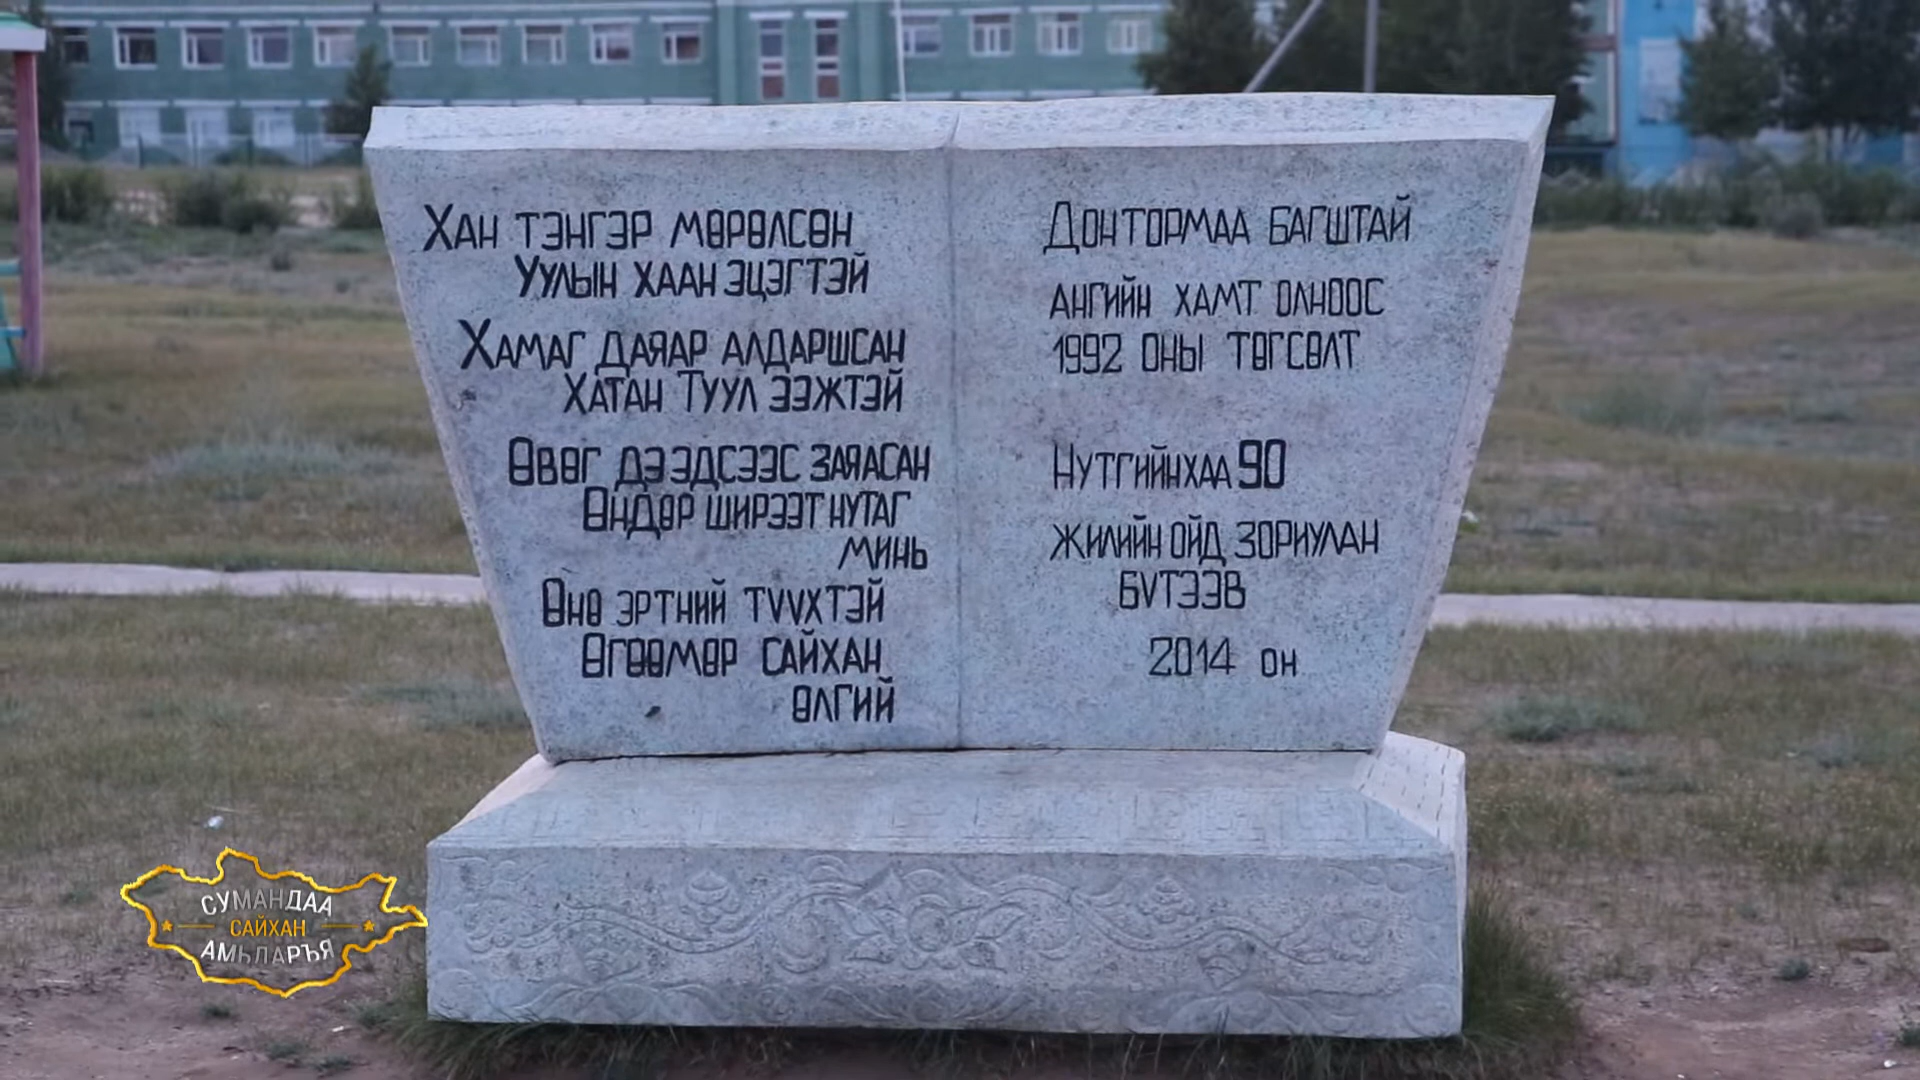 Хан тэнгэр мөрөлсөн
Уулын хаан эцэгтэй
Хамаг даяар алдаршсан
хатан Туул ээжтэй
Өвөг дээдсээс заяасан
Өндөр ширээт нутаг
минь
Өнө эртний түүхтэй
Өгөөмөр сайхан
өлгий
Донтормаа багштай
ангийн хамт олноос
1992 оны төгсөлт
Нутгийнхаа 90
жилийн ойд зориулан
бүтээв
2014 он
СУМАНДАА
САЙХАН
АМЬДАРЪЯ